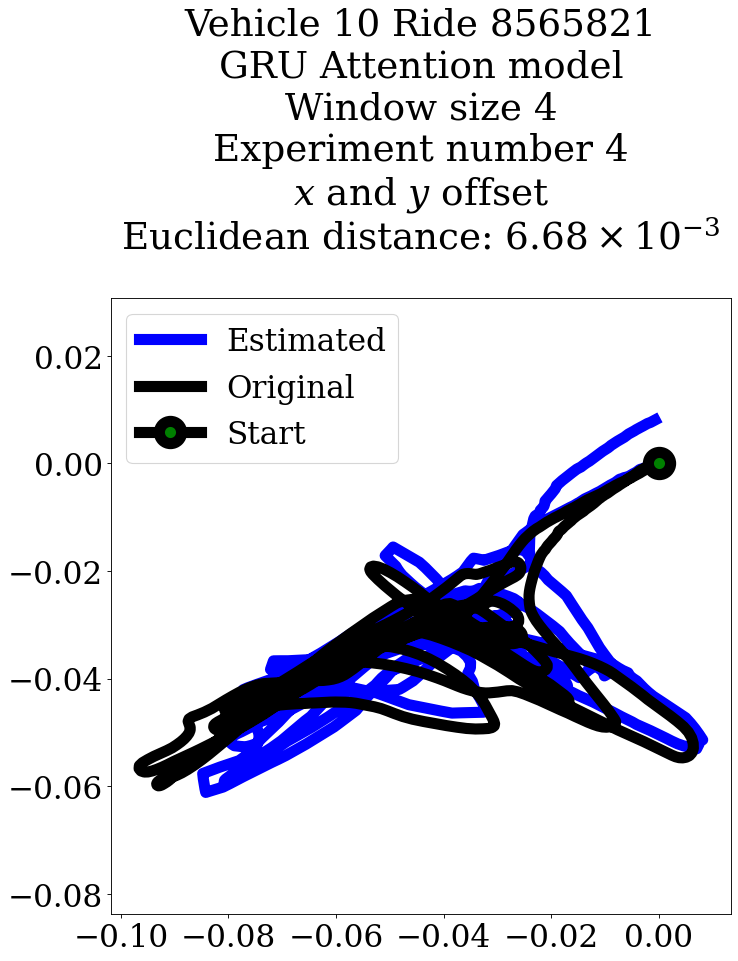 Vehicle 10 Ride 8565821
GRU Attention model
Window size 4
Experiment number 4
x and y offset
Euclidean distance: 6.68 × 10⁻³
Estimated
Original
Start
0.02
0.00
−0.02
−0.04
−0.06
−0.08
−0.10 −0.08 −0.06 −0.04 −0.02 0.00